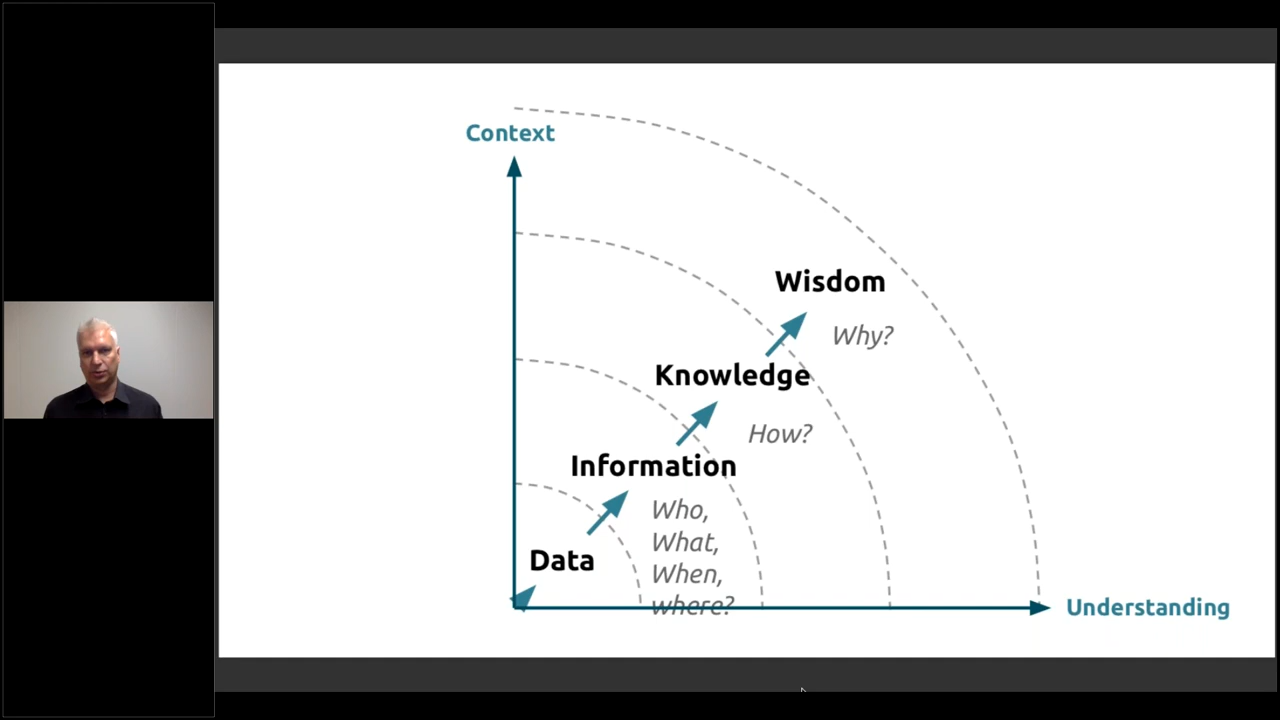 Context
Wisdom
Why?
Knowledge
How?
Information
Who,
What,
When,
where?
Data
Understanding